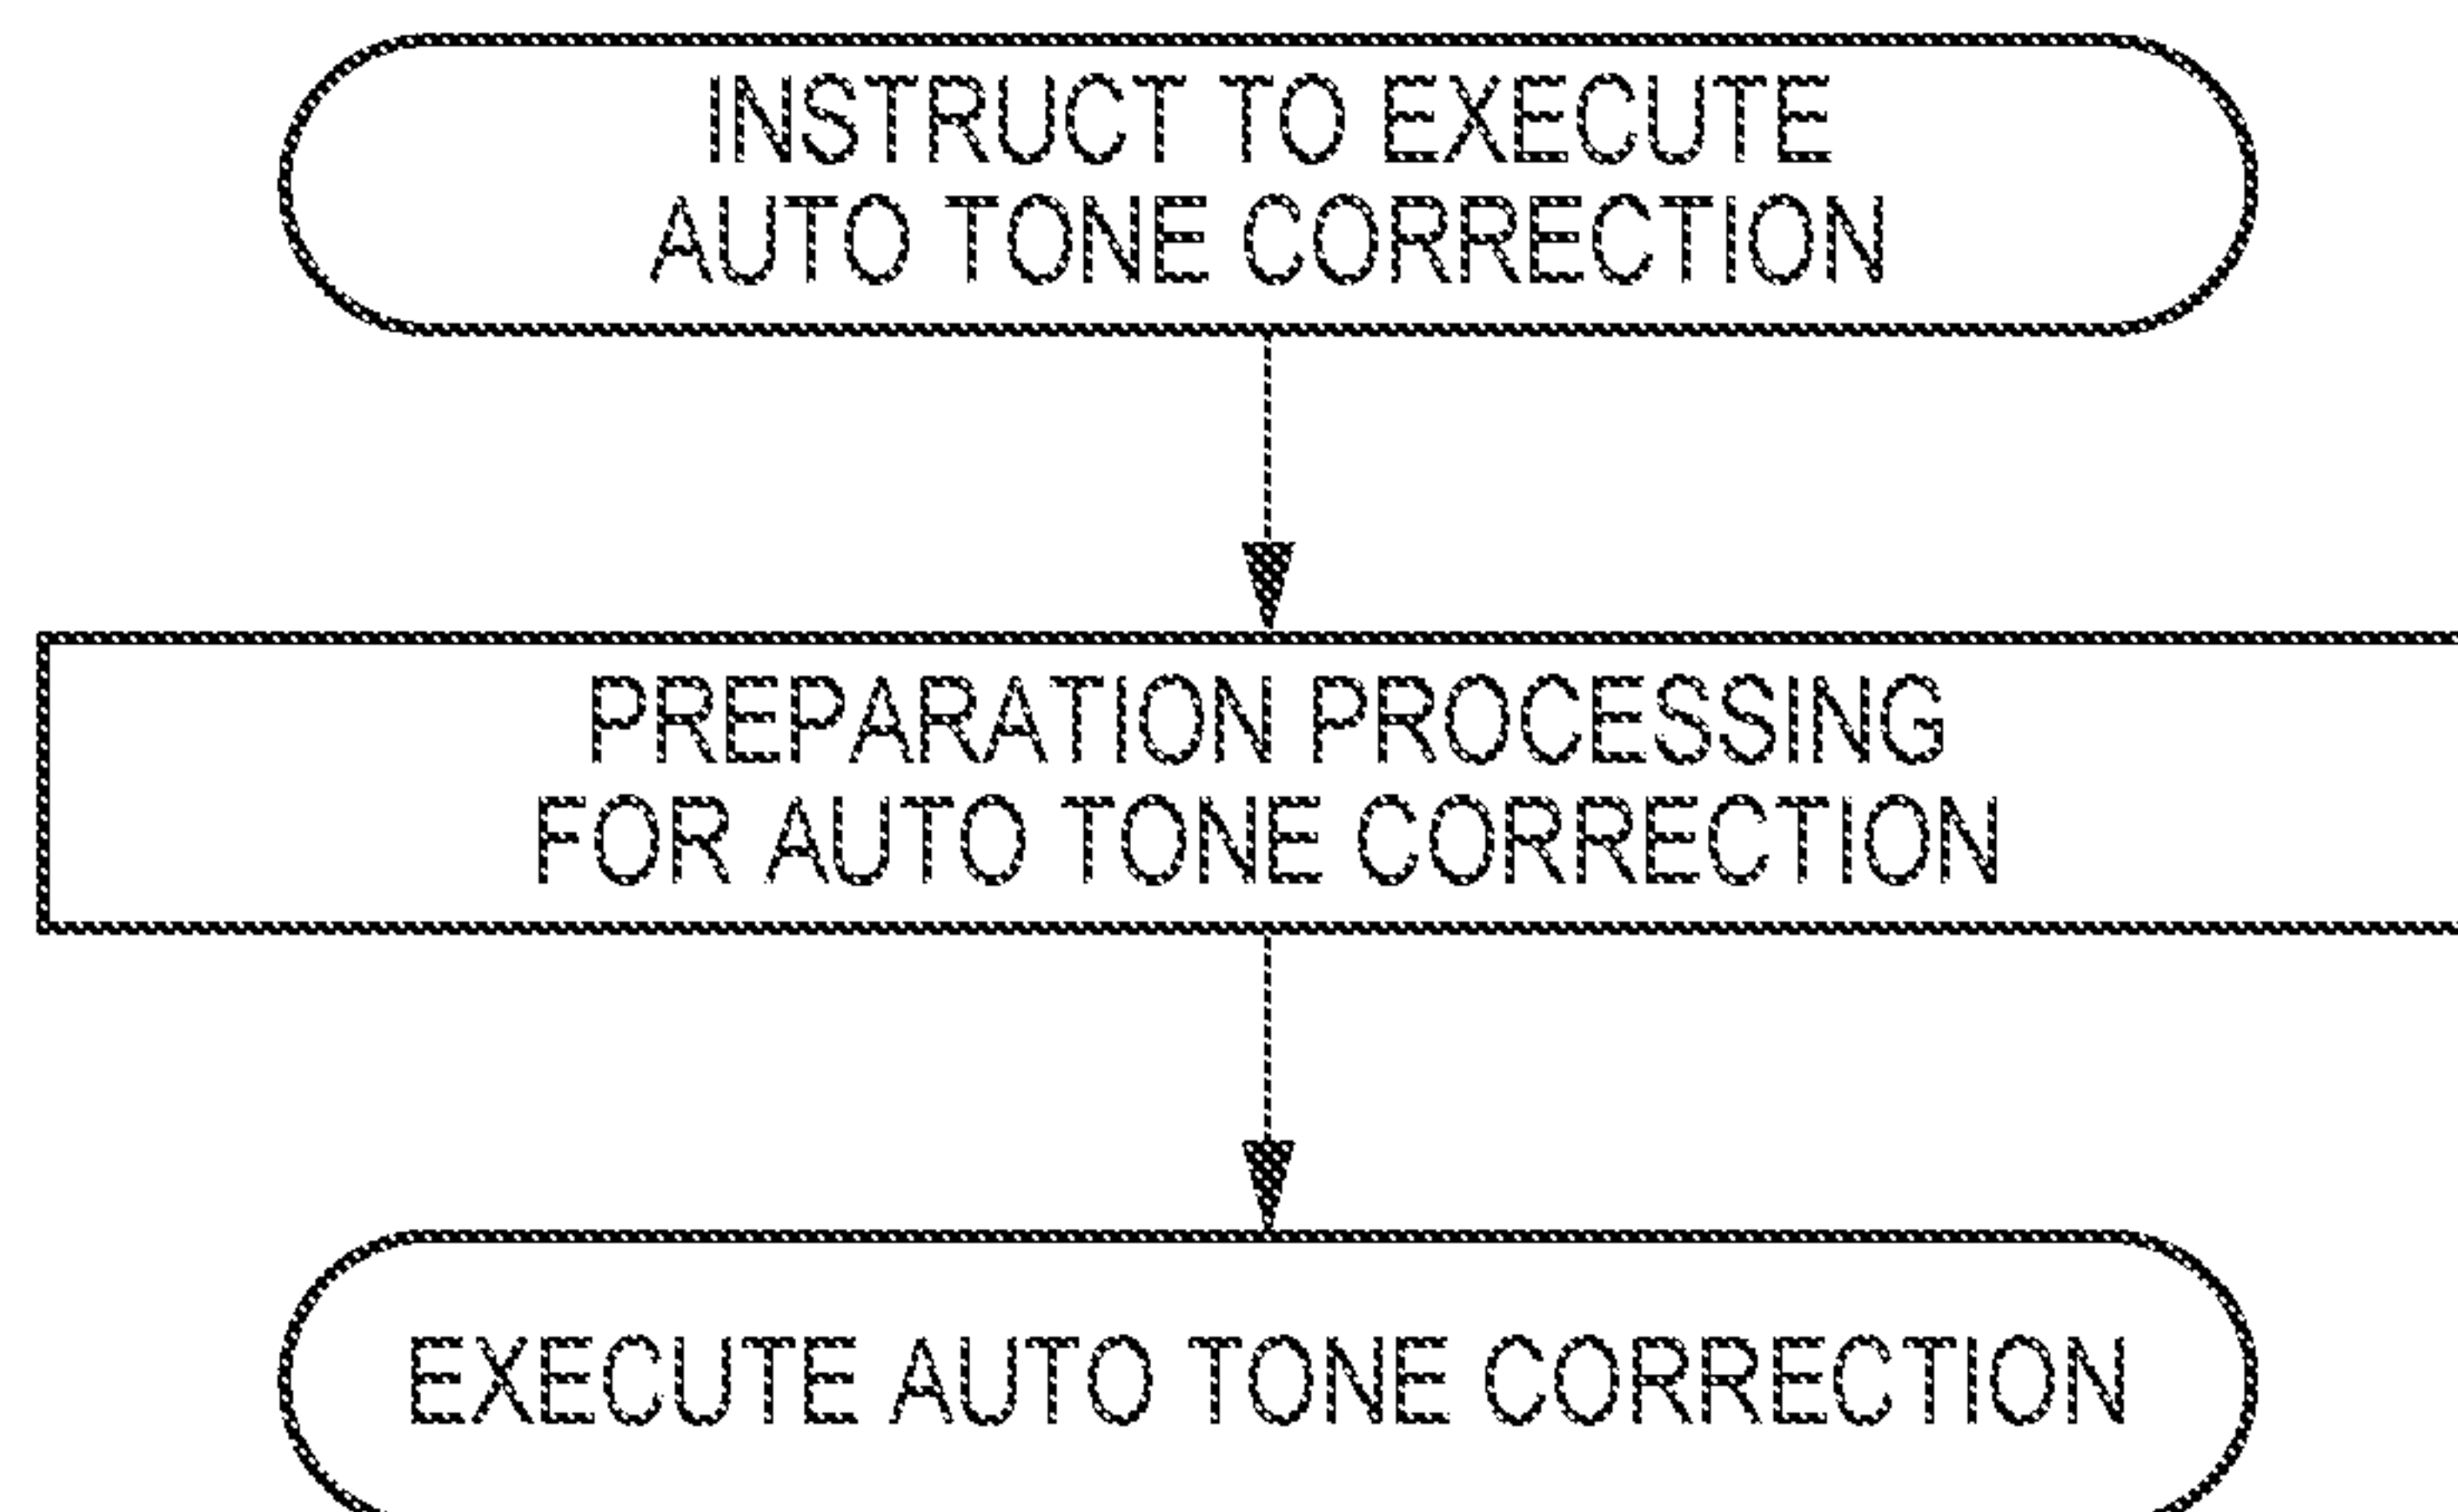 INSTRUCT TO EXECUTE
AUTO TONE CORRECTION
PREPARATION PROCESSING
FOR AUTO TONE CORRECTION
EXECUTE AUTO TONE CORRECTION